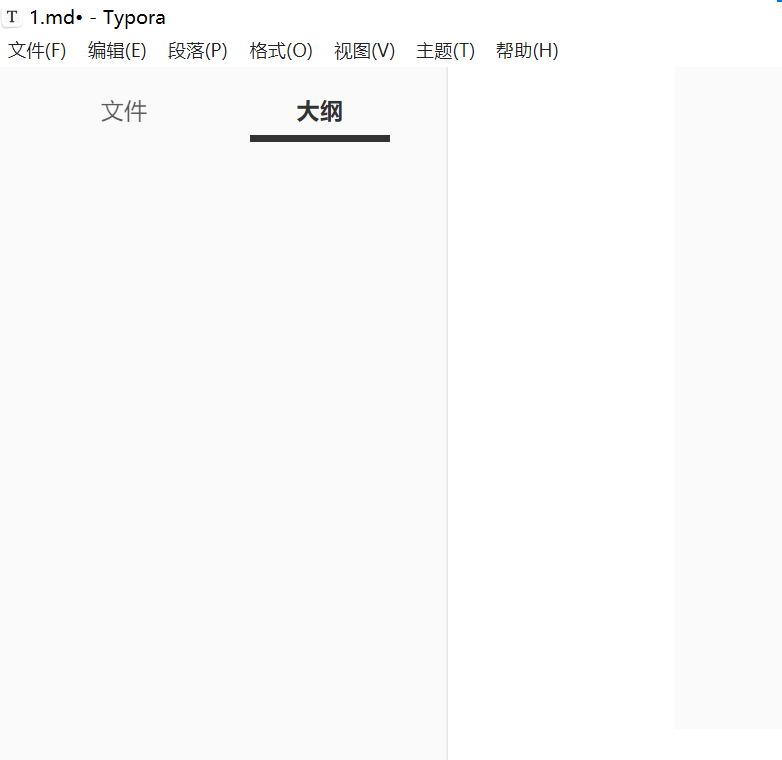 T 1.md• - Typora
文件(F) 编辑(E) 段落(P) 格式(O) 视图(V) 主题(T) 帮助(H)
文件 大纲